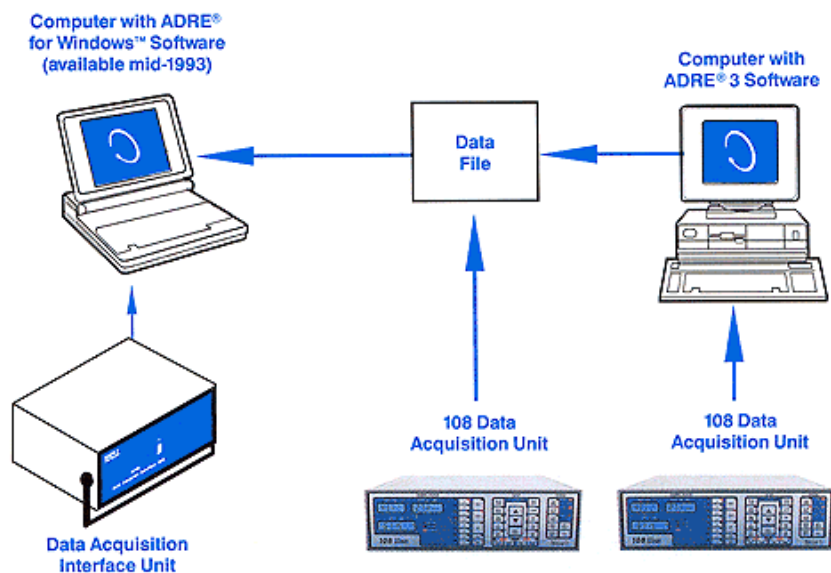 Computer with ADRE®
for Windows™ Software
(available mid-1993)
Computer with
ADRE® 3 Software
Data
File
108 Data
Acquisition Unit
108 Data
Acquisition Unit
Data Acquisition
Interface Unit